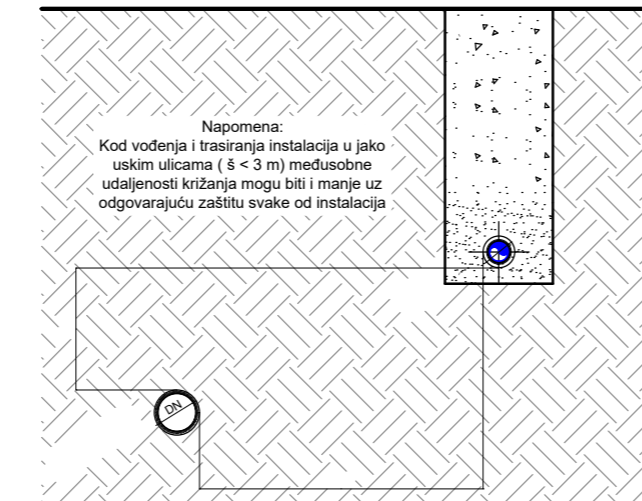 Napomena:
Kod vođenja i trasiranja instalacija u jako
uskim ulicama ( š < 3 m) međusobne
udaljenosti križanja mogu biti i manje uz
odgovarajuću zaštitu svake od instalacija
DN